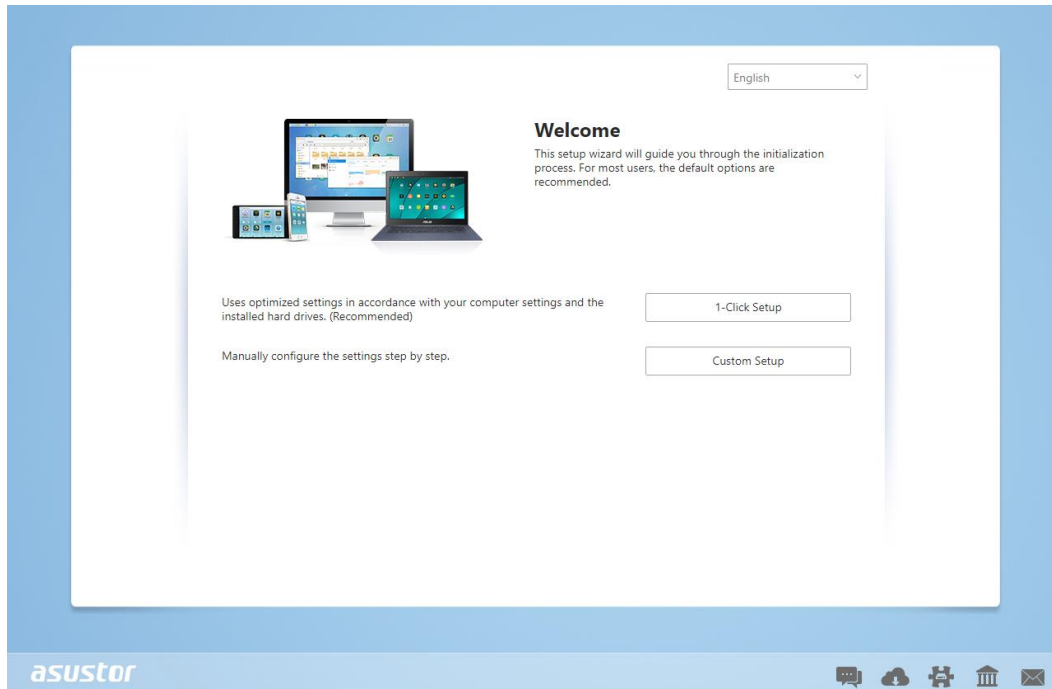 English
Welcome
This setup wizard will guide you through the initialization
process. For most users, the default options are
recommended.
Uses optimized settings in accordance with your computer settings and the
installed hard drives. (Recommended)
1-Click Setup
Manually configure the settings step by step.
Custom Setup
asustor